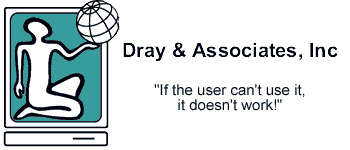 Dray & Associates, Inc
"If the user can't use it,
it doesn't work!"